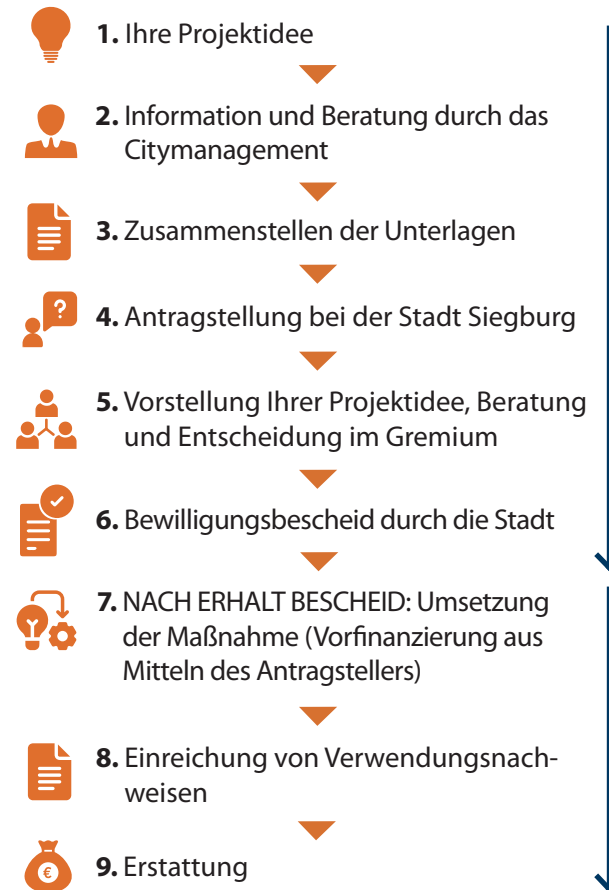 1. Ihre Projektidee
2. Information und Beratung durch das
Citymanagement
3. Zusammenstellen der Unterlagen
?
4. Antragstellung bei der Stadt Siegburg
5. Vorstellung Ihrer Projektidee, Beratung
und Entscheidung im Gremium
6. Bewilligungsbescheid durch die Stadt
7. NACH ERHALT BESCHEID: Umsetzung
der Maßnahme (Vorfinanzierung aus
Mitteln des Antragstellers)
8. Einreichung von Verwendungsnach-
weisen
€
9. Erstattung